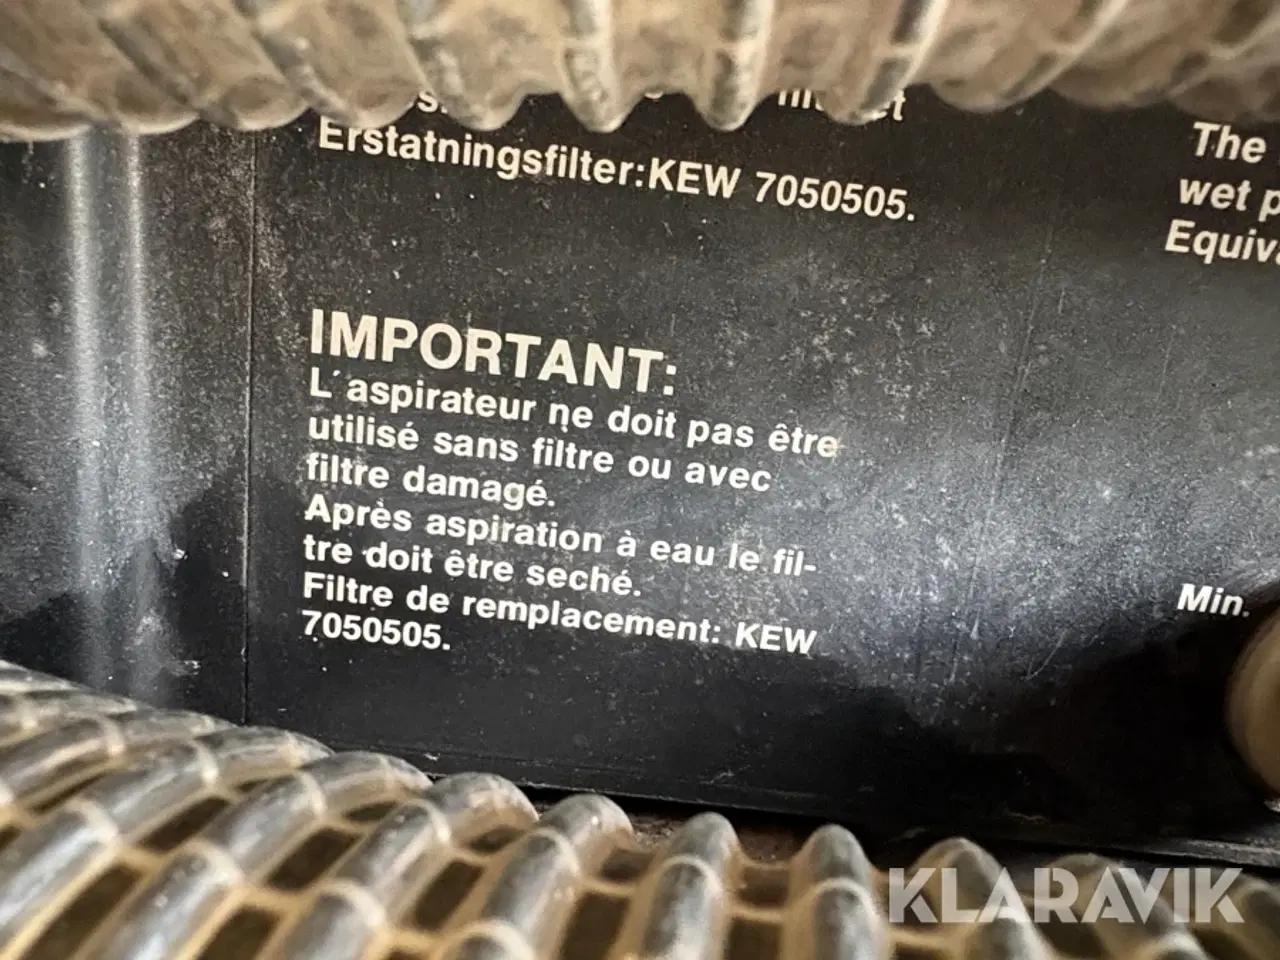 Erstatningsfilter:KEW 7050505.
IMPORTANT:
L´aspirateur ne doit pas être
utilisé sans filtre ou avec
filtre damagé.
Après aspiration à eau le fil-
tre doit être seché.
Filtre de remplacement: KEW
7050505.
The
wet
Min.
KLARAVIK